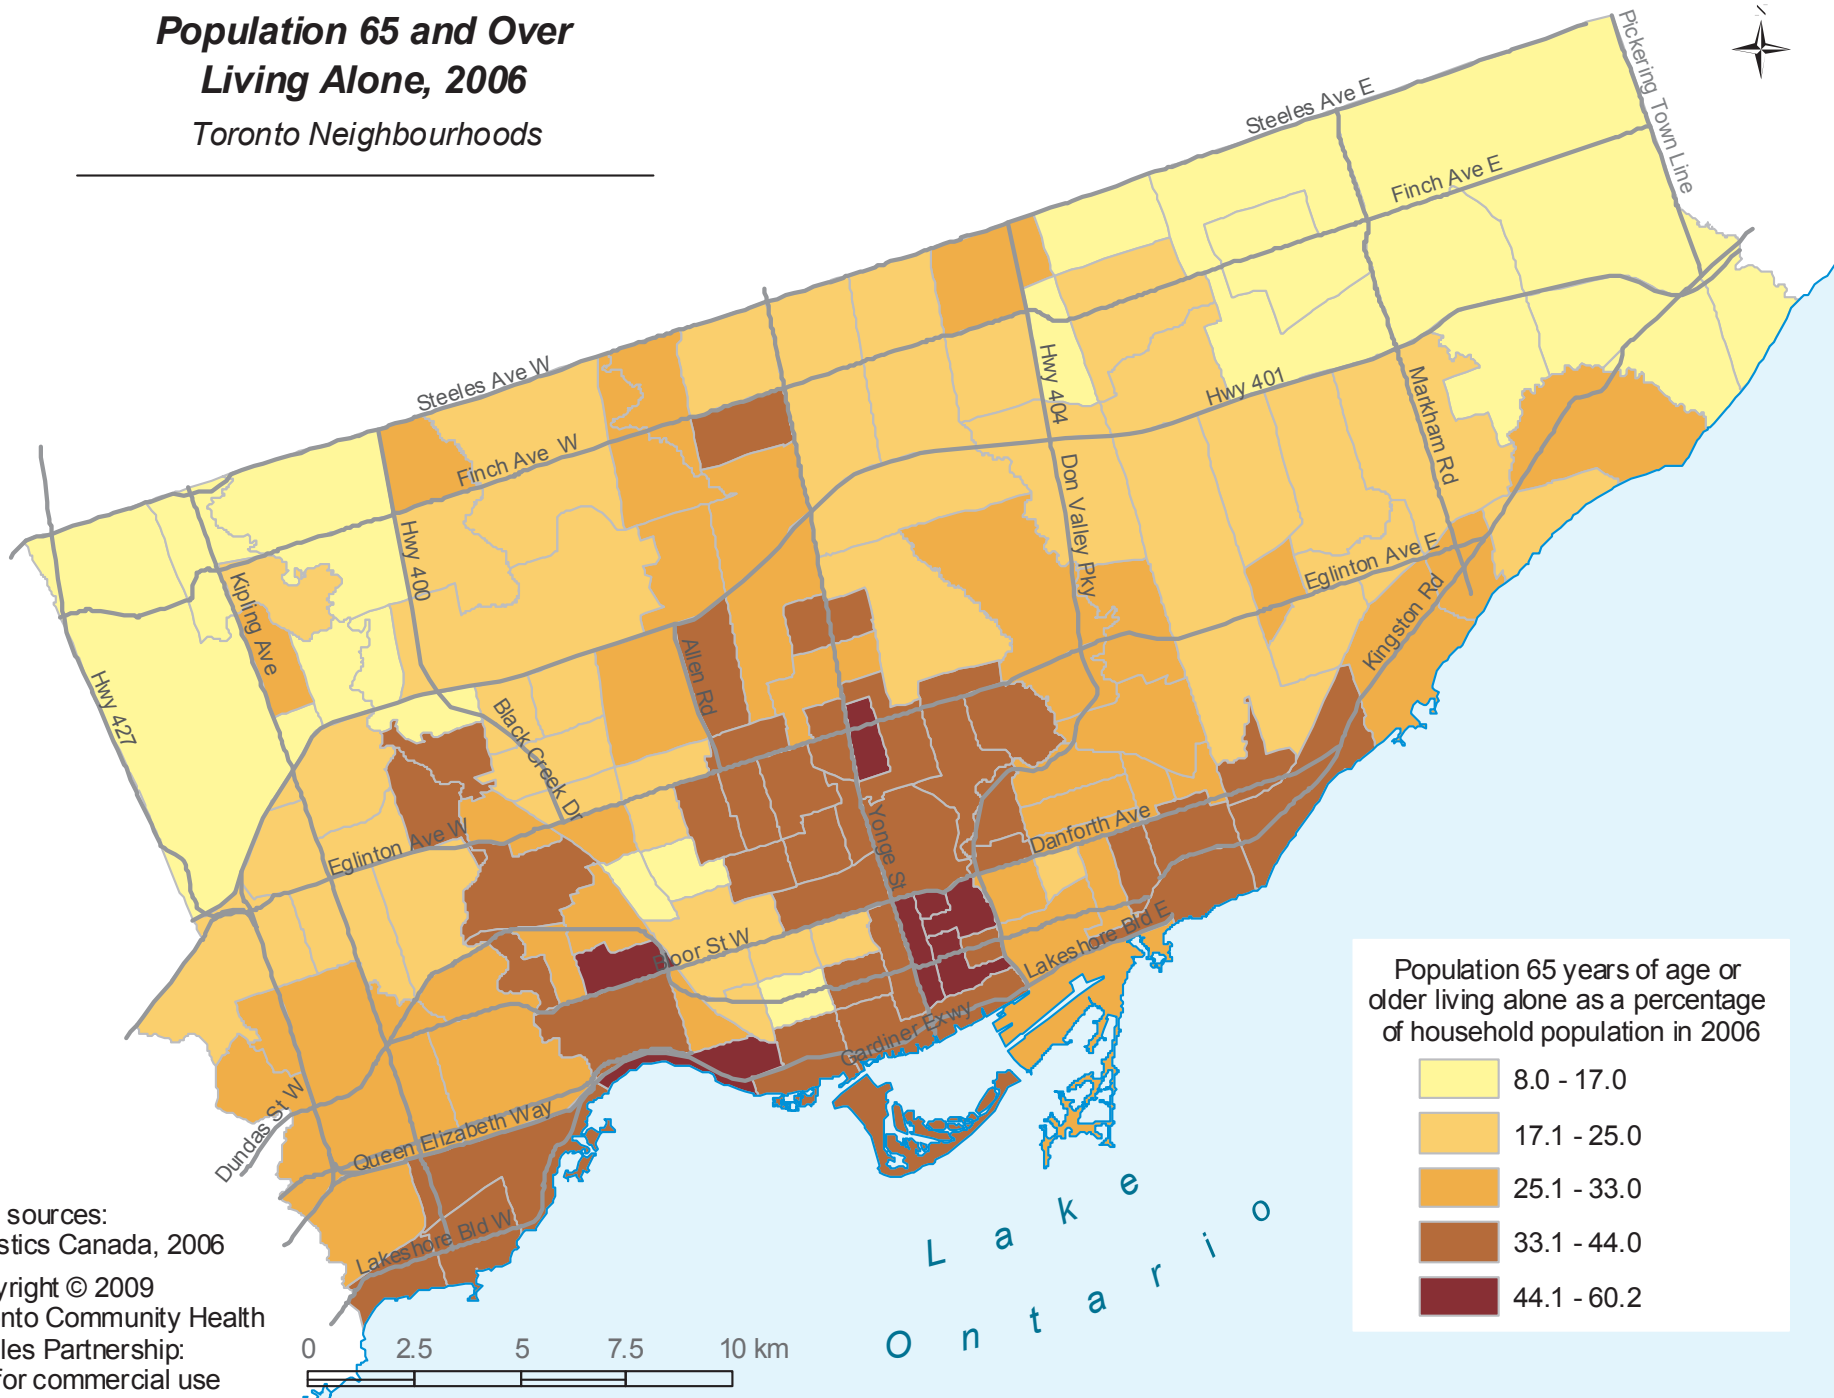 Population 65 and Over
Living Alone, 2006
Toronto Neighbourhoods
N
Pickering Town Line
Steeles Ave E
Finch Ave E
Steeles Ave W
Finch Ave W
Hwy 404
Hwy 401
Markham Rd
Don Valley Pky
Hwy 400
Kipling Ave
Eglinton Ave E
Kingston Rd
Allen Rd
Hwy 427
Black Creek Dr
Eglinton Ave W
Yonge St
Danforth Ave
Bloor St W
Lakeshore Bld E
Gardiner Exwy
Dundas St W
Queen Elizabeth Way
Lakeshore Bld W
Lake
Ontario
Population 65 years of age or
older living alone as a percentage
of household population in 2006
8.0 - 17.0
17.1 - 25.0
25.1 - 33.0
33.1 - 44.0
44.1 - 60.2
sources:
stics Canada, 2006
yright © 2009
nto Community Health
les Partnership:
for commercial use
0 2.5 5 7.5 10 km